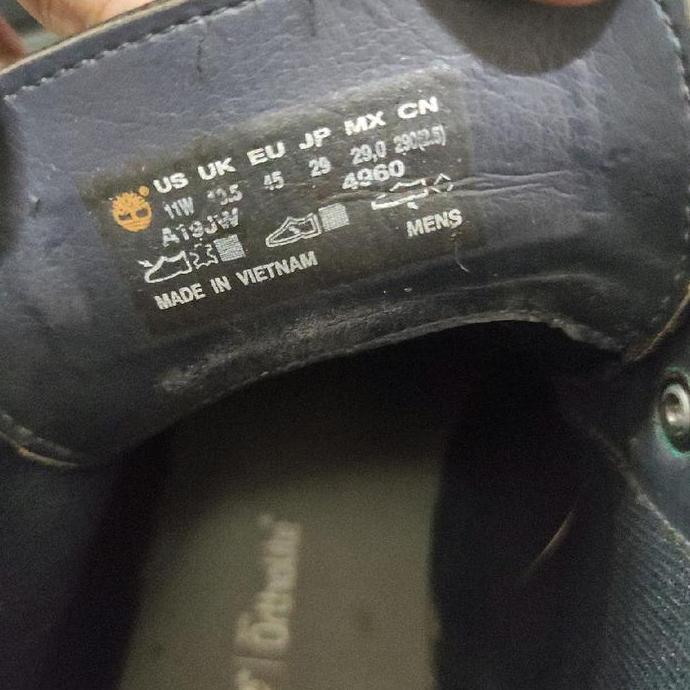 US UK EU JP MX CN
11W 10.5 45 29 29.0 290(2.5)
4960
MENS
MADE IN VIETNAM
OrthoLite